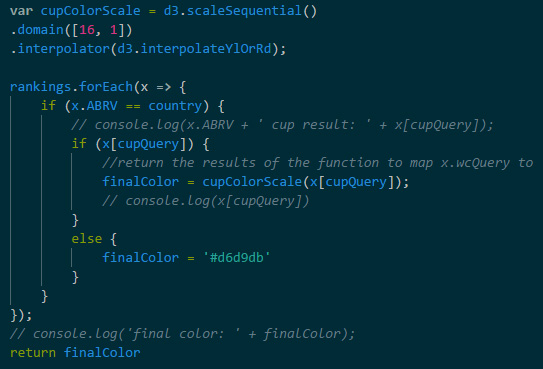 var cupColorScale = d3.scaleSequential()
.domain([16, 1])
.interpolator(d3.interpolateYlOrRd);
rankings.forEach(x => {
if (x.ABRV == country) {
// console.log(x.ABRV + ' cup result: ' + x[cupQuery]);
if (x[cupQuery]) {
//return the results of the function to map x.wcQuery to
finalColor = cupColorScale(x[cupQuery]);
// console.log(x[cupQuery])
}
else {
finalColor = '#d6d9db'
}
}
});
// console.log('final color: ' + finalColor);
return finalColor